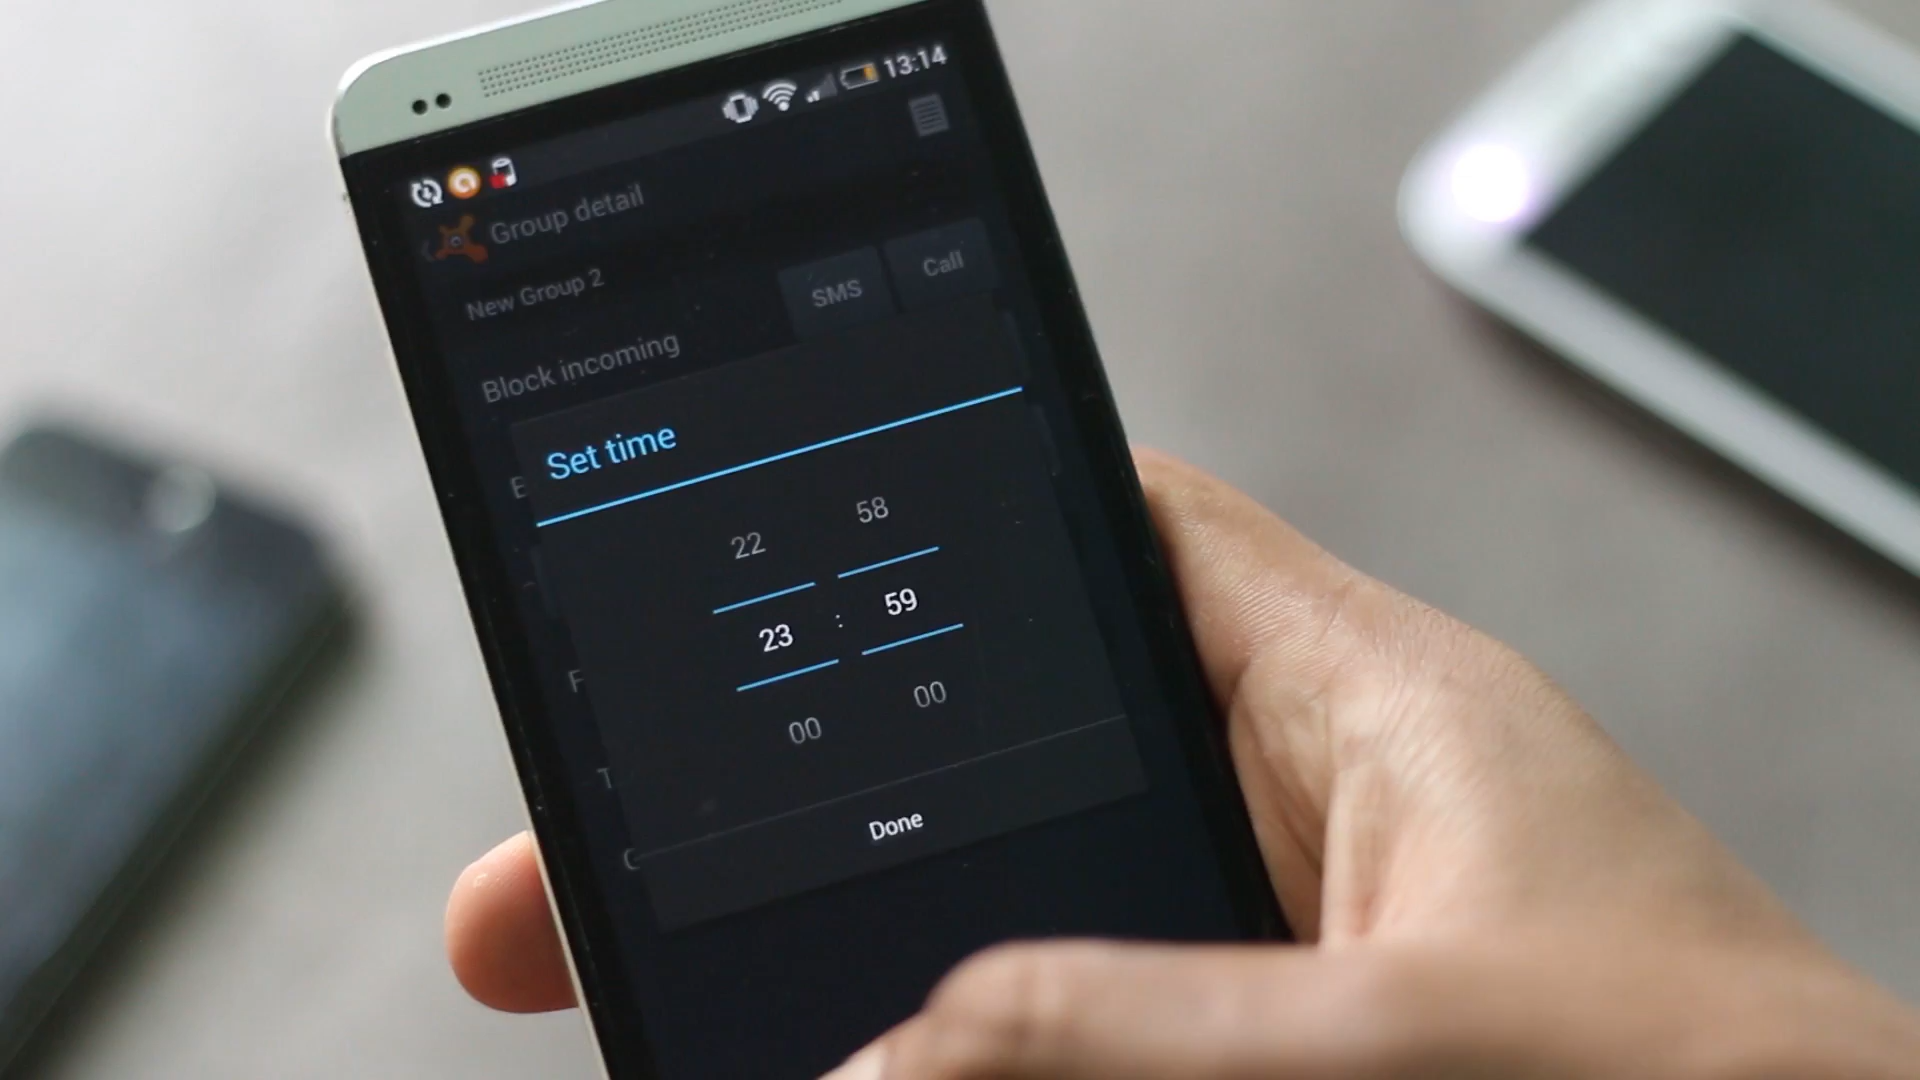 13:14
Group detail
New Group 2
SMS
Call
Block incoming
Set time
22
58
23 : 59
00
00
Done